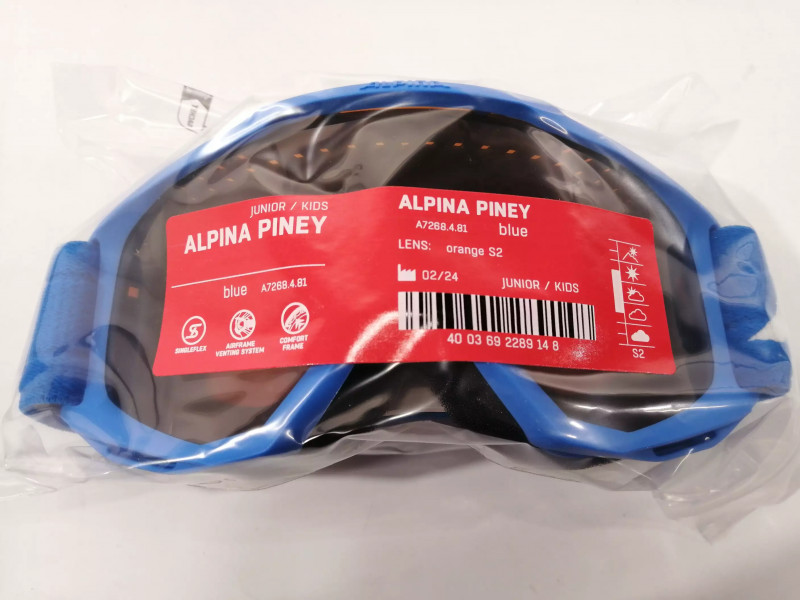 ALPINA
JUNIOR / KIDS
ALPINA PINEY
blue A7268.4.81
SINGLEFLEX
AIRFRAME
VENTING SYSTEM
COMFORT
FRAME
ALPINA PINEY
A7268.4.81 blue
LENS: orange S2
02/24 JUNIOR / KIDS
40 03 69 2289 14 8
S2